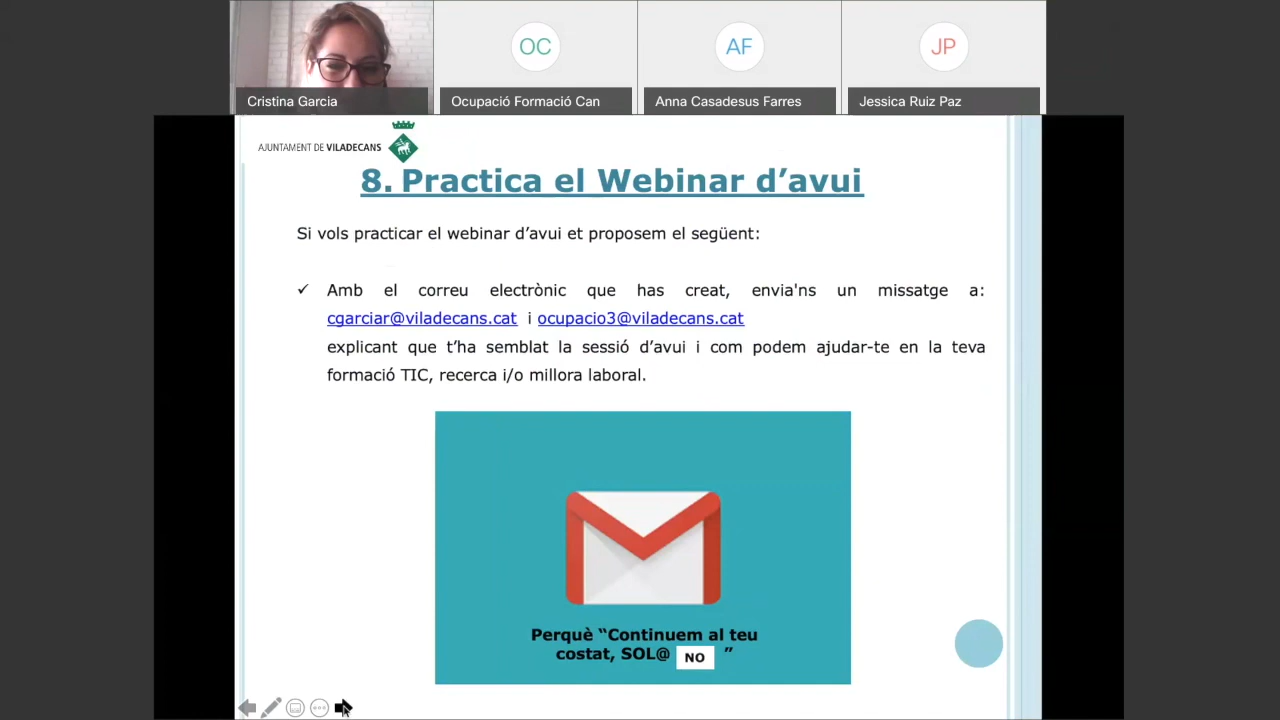 OC
AF
JP
Cristina Garcia
Ocupació Formació Can
Anna Casadesus Farres
Jessica Ruiz Paz
AJUNTAMENT DE VILADECANS
8. Practica el Webinar d’avui
Si vols practicar el webinar d’avui et proposem el següent:
✓ Amb el correu electrònic que has creat, envia'ns un missatge a:
cgarciar@viladecans.cat i ocupacio3@viladecans.cat
explicant que t’ha semblat la sessió d’avui i com podem ajudar-te en la teva
formació TIC, recerca i/o millora laboral.
Perquè “Continuem al teu
costat, SOL@ NO ”